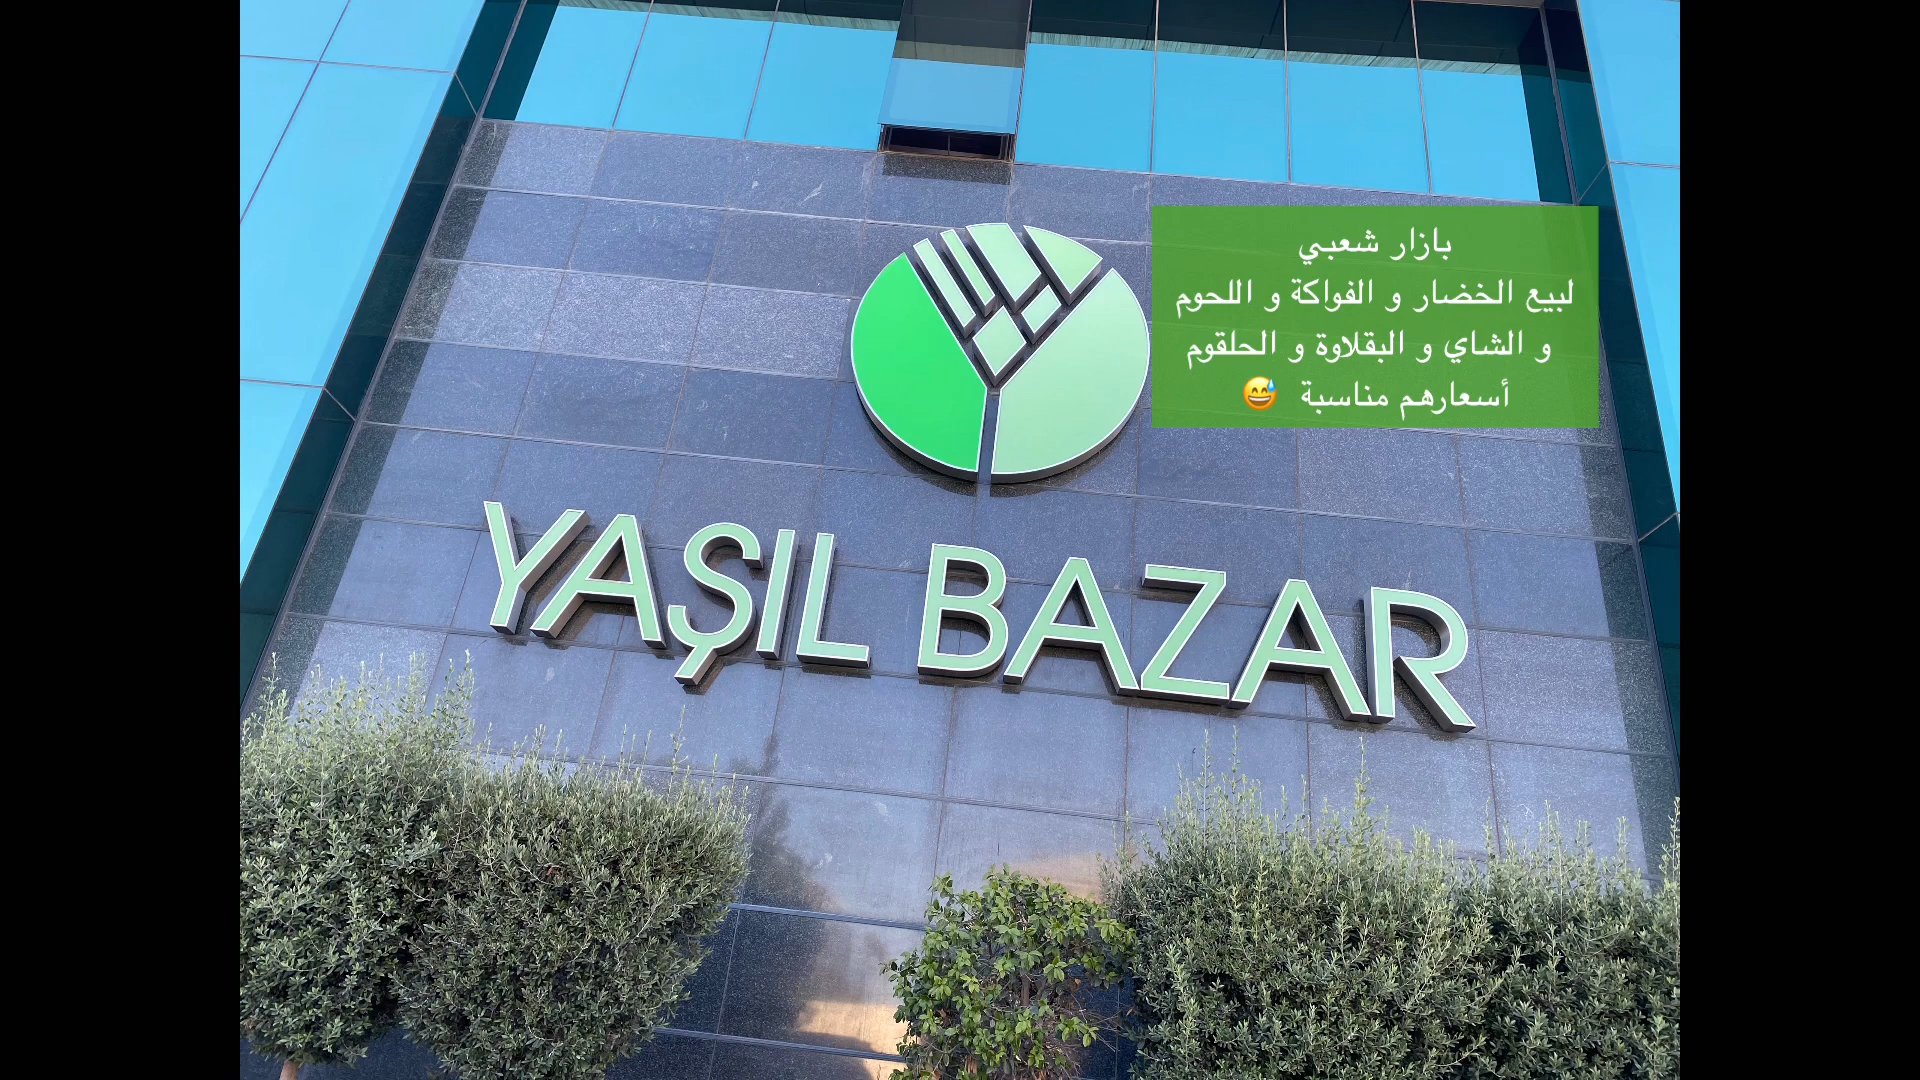 بازار شعبي
لبيع الخضار و الفواكة و اللحوم
و الشاي و البقلاوة و الحلقوم
أسعارهم مناسبة 😅
YAŞIL BAZAR